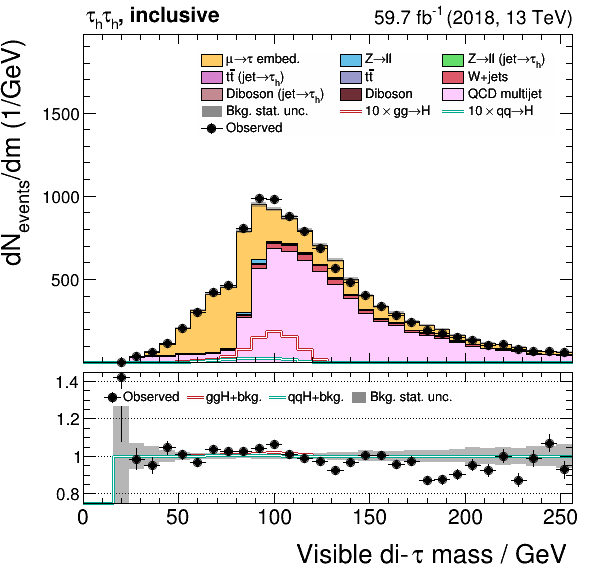 τₕτₕ, inclusive 59.7 fb⁻¹ (2018, 13 TeV)
μ→τ embed. Z→ll Z→ll (jet→τₕ)
tt̄ (jet→τₕ) tt̄ W+jets
Diboson (jet→τₕ) Diboson QCD multijet
Bkg. stat. unc. 10 × gg→H 10 × qq→H
Observed
dN_events/dm (1/GeV)
1500
1000
500
Observed ggH+bkg. qqH+bkg. Bkg. stat. unc.
1.4
1.2
1
0.8
0 50 100 150 200 250
Visible di-τ mass / GeV